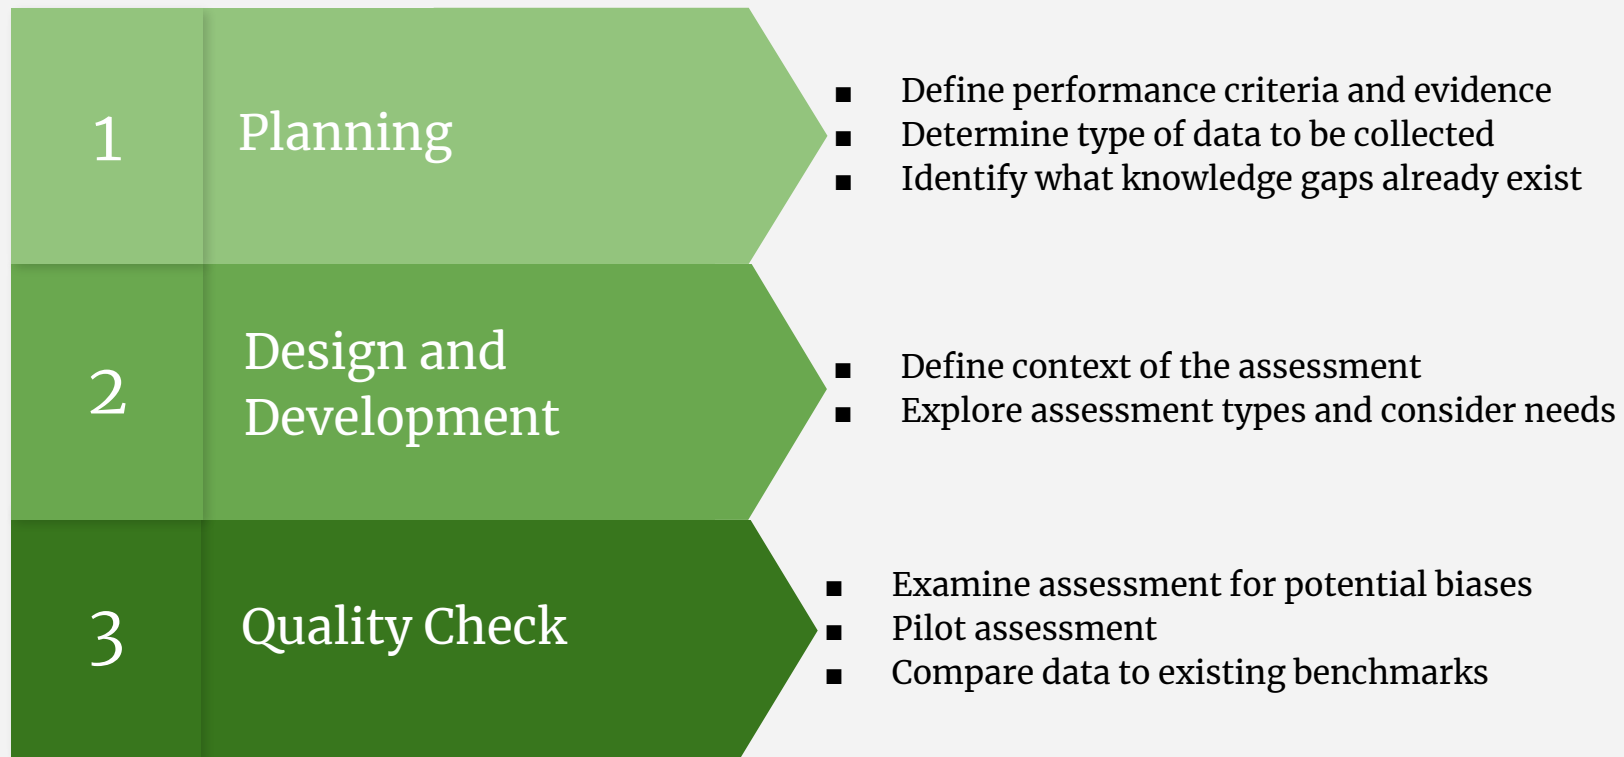 1
Planning
■ Define performance criteria and evidence
■ Determine type of data to be collected
■ Identify what knowledge gaps already exist
2
Design and
Development
■ Define context of the assessment
■ Explore assessment types and consider needs
3
Quality Check
■ Examine assessment for potential biases
■ Pilot assessment
■ Compare data to existing benchmarks